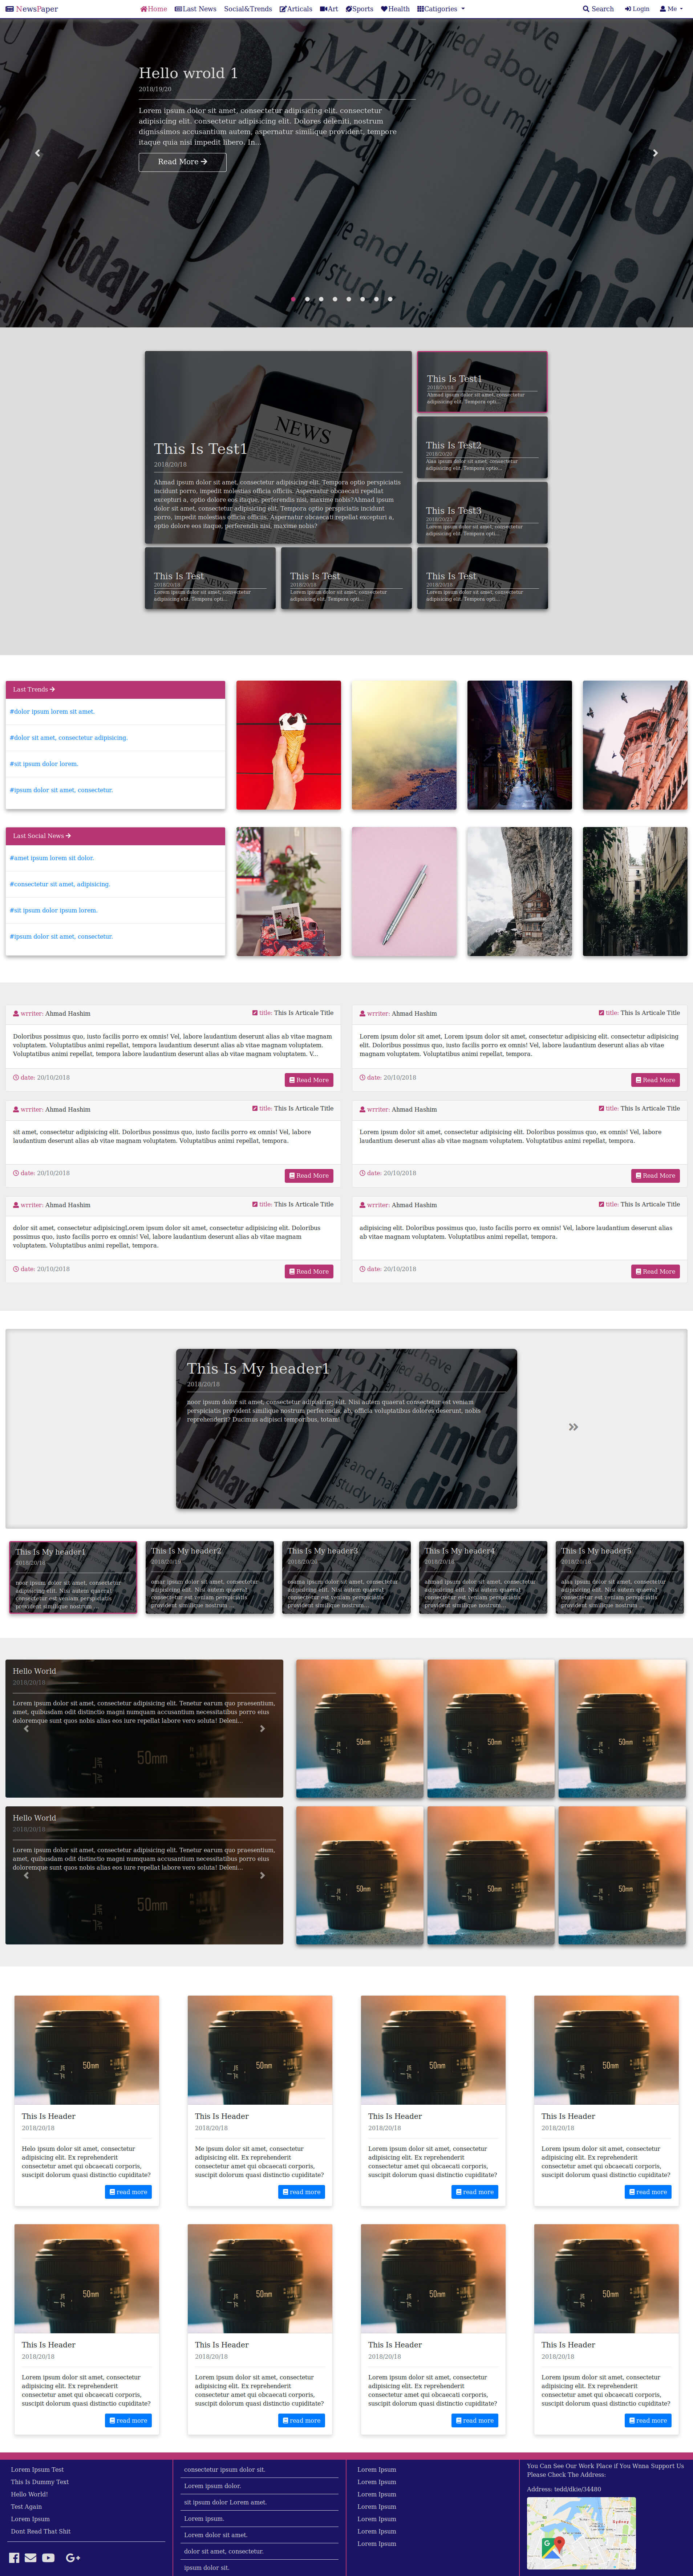 NewsPaper Home Last News Social&Trends Articals Art Sports Health Catigories Search Login Me
Hello wrold 1
2018/19/20
Lorem ipsum dolor sit amet, consectetur adipisicing elit. consectetur
adipisicing elit. consectetur adipisicing elit. Dolores deleniti, nostrum
dignissimos accusantium autem, aspernatur similique provident, tempore
itaque quia nisi impedit libero. In...
Read More
This Is Test1
2018/20/18
Ahmad ipsum dolor sit amet, consectetur adipisicing elit. Tempora optio perspiciatis
incidunt porro, impedit molestias officia officiis. Aspernatur obcaecati repellat
excepturi a, optio dolore eos itaque, perferendis nisi, maxime nobis?Ahmad ipsum
dolor sit amet, consectetur adipisicing elit. Tempora optio perspiciatis incidunt
porro, impedit molestias officia officiis. Aspernatur obcaecati repellat excepturi a,
optio dolore eos itaque, perferendis nisi, maxime nobis?
This Is Test1
2018/20/18
Ahmad ipsum dolor sit amet, consectetur
adipisicing elit. Tempora opti...
This Is Test2
2018/20/20
Alaa ipsum dolor sit amet, consectetur
adipisicing elit. Tempora optio...
This Is Test3
2018/20/23
Lorem ipsum dolor sit amet, consectetur
adipisicing elit. Tempora opti...
This Is Test
2018/20/18
Lorem ipsum dolor sit amet, consectetur
adipisicing elit. Tempora opti...
This Is Test
2018/20/18
Lorem ipsum dolor sit amet, consectetur
adipisicing elit. Tempora opti...
This Is Test
2018/20/18
Lorem ipsum dolor sit amet, consectetur
adipisicing elit. Tempora opti...
Last Trends
#dolor ipsum lorem sit amet.
#dolor sit amet, consectetur adipisicing.
#sit ipsum dolor lorem.
#ipsum dolor sit amet, consectetur.
Last Social News
#amet ipsum lorem sit dolor.
#consectetur sit amet, adipisicing.
#sit ipsum dolor ipsum lorem.
#ipsum dolor sit amet, consectetur.
wrriter: Ahmad Hashim title: This Is Articale Title
Doloribus possimus quo, iusto facilis porro ex omnis! Vel, labore laudantium deserunt alias ab vitae magnam
voluptatem. Voluptatibus animi repellat, tempora laudantium deserunt alias ab vitae magnam voluptatem.
Voluptatibus animi repellat, tempora labore laudantium deserunt alias ab vitae magnam voluptatem. V...
date: 20/10/2018 Read More
wrriter: Ahmad Hashim title: This Is Articale Title
Lorem ipsum dolor sit amet, Lorem ipsum dolor sit amet, consectetur adipisicing elit. consectetur adipisicing
elit. Doloribus possimus quo, iusto facilis porro ex omnis! Vel, labore laudantium deserunt alias ab vitae
magnam voluptatem. Voluptatibus animi repellat, tempora.
date: 20/10/2018 Read More
wrriter: Ahmad Hashim title: This Is Articale Title
sit amet, consectetur adipisicing elit. Doloribus possimus quo, iusto facilis porro ex omnis! Vel, labore
laudantium deserunt alias ab vitae magnam voluptatem. Voluptatibus animi repellat, tempora.
date: 20/10/2018 Read More
wrriter: Ahmad Hashim title: This Is Articale Title
Lorem ipsum dolor sit amet, consectetur adipisicing elit. Doloribus possimus quo, ex omnis! Vel, labore
laudantium deserunt alias ab vitae magnam voluptatem. Voluptatibus animi repellat, tempora.
date: 20/10/2018 Read More
wrriter: Ahmad Hashim title: This Is Articale Title
dolor sit amet, consectetur adipisicingLorem ipsum dolor sit amet, consectetur adipisicing elit. Doloribus
possimus quo, iusto facilis porro ex omnis! Vel, labore laudantium deserunt alias ab vitae magnam
voluptatem. Voluptatibus animi repellat, tempora.
date: 20/10/2018 Read More
wrriter: Ahmad Hashim title: This Is Articale Title
adipisicing elit. Doloribus possimus quo, iusto facilis porro ex omnis! Vel, labore laudantium deserunt alias
ab vitae magnam voluptatem. Voluptatibus animi repellat, tempora.
date: 20/10/2018 Read More
This Is My header1
2018/20/18
noor ipsum dolor sit amet, consectetur adipisicing elit. Nisi autem quaerat consectetur est veniam
perspiciatis provident similique nostrum perferendis, ab, officia voluptatibus dolores deserunt, nobis
reprehenderit? Ducimus adipisci temporibus, totam!
This Is My header1
2018/20/18
noor ipsum dolor sit amet, consectetur
adipisicing elit. Nisi autem quaerat
consectetur est veniam perspiciatis
provident similique nostrum ...
This Is My header2
2018/20/18
omar ipsum dolor sit amet, consectetur
adipisicing elit. Nisi autem quaerat
consectetur est veniam perspiciatis
provident similique nostrum ...
This Is My header3
2018/20/20
osama ipsum dolor sit amet, consectetur
adipisicing elit. Nisi autem quaerat
consectetur est veniam perspiciatis
provident similique nostrum...
This Is My header4
2018/20/18
ahmad ipsum dolor sit amet, consectetur
adipisicing elit. Nisi autem quaerat
consectetur est veniam perspiciatis
provident similique nostrum...
This Is My header5
2018/20/18
alaa ipsum dolor sit amet, consectetur
adipisicing elit. Nisi autem quaerat
consectetur est veniam perspiciatis
provident similique nostrum ...
Hello World
2018/20/18
Lorem ipsum dolor sit amet, consectetur adipisicing elit. Tenetur earum quo praesentium,
amet, quibusdam odit distinctio magni numquam accusantium necessitatibus porro eius
doloremque sunt quos nobis alias eos iure repellat labore vero soluta! Deleni...
50mm
50mm
50mm
50mm
Hello World
2018/20/18
Lorem ipsum dolor sit amet, consectetur adipisicing elit. Tenetur earum quo praesentium,
amet, quibusdam odit distinctio magni numquam accusantium necessitatibus porro eius
doloremque sunt quos nobis alias eos iure repellat labore vero soluta! Deleni...
50mm
50mm
50mm
50mm
50mm
This Is Header
2018/20/18
Helo ipsum dolor sit amet, consectetur
adipisicing elit. Ex reprehenderit
consectetur amet qui obcaecati corporis,
suscipit dolorum quasi distinctio cupiditate?
read more
50mm
This Is Header
2018/20/18
Me ipsum dolor sit amet, consectetur
adipisicing elit. Ex reprehenderit
consectetur amet qui obcaecati corporis,
suscipit dolorum quasi distinctio cupiditate?
read more
50mm
This Is Header
2018/20/18
Lorem ipsum dolor sit amet, consectetur
adipisicing elit. Ex reprehenderit
consectetur amet qui obcaecati corporis,
suscipit dolorum quasi distinctio cupiditate?
read more
50mm
This Is Header
2018/20/18
Lorem ipsum dolor sit amet, consectetur
adipisicing elit. Ex reprehenderit
consectetur amet qui obcaecati corporis,
suscipit dolorum quasi distinctio cupiditate?
read more
50mm
This Is Header
2018/20/18
Lorem ipsum dolor sit amet, consectetur
adipisicing elit. Ex reprehenderit
consectetur amet qui obcaecati corporis,
suscipit dolorum quasi distinctio cupiditate?
read more
50mm
This Is Header
2018/20/18
Lorem ipsum dolor sit amet, consectetur
adipisicing elit. Ex reprehenderit
consectetur amet qui obcaecati corporis,
suscipit dolorum quasi distinctio cupiditate?
read more
50mm
This Is Header
2018/20/18
Lorem ipsum dolor sit amet, consectetur
adipisicing elit. Ex reprehenderit
consectetur amet qui obcaecati corporis,
suscipit dolorum quasi distinctio cupiditate?
read more
50mm
This Is Header
2018/20/18
Lorem ipsum dolor sit amet, consectetur
adipisicing elit. Ex reprehenderit
consectetur amet qui obcaecati corporis,
suscipit dolorum quasi distinctio cupiditate?
read more
Lorem Ipsum Test
This Is Dummy Text
Hello World!
Test Again
Lorem Ipsum
Dont Read That Shit
consectetur ipsum dolor sit.
Lorem ipsum dolor.
sit ipsum dolor Lorem amet.
Lorem ipsum.
Lorem dolor sit amet.
dolor sit amet, consectetur.
ipsum dolor sit.
Lorem Ipsum
Lorem Ipsum
Lorem Ipsum
Lorem Ipsum
Lorem Ipsum
Lorem Ipsum
Lorem Ipsum
You Can See Our Work Place if You Wnna Support Us
Please Check The Address:
Address: tedd/dkie/34480
Sydney